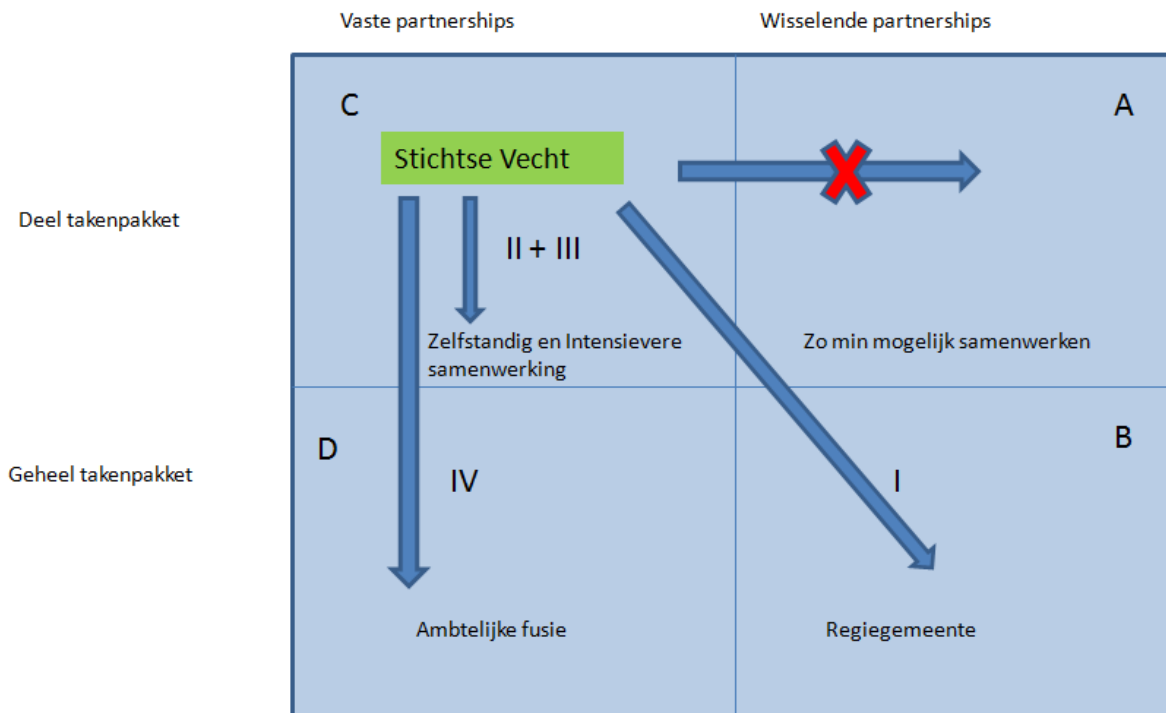 Vaste partnerships
Wisselende partnerships
C
A
Stichtse Vecht
Deel takenpakket
II + III
Zelfstandig en Intensievere
samenwerking
Zo min mogelijk samenwerken
D
B
Geheel takenpakket
IV
I
Ambtelijke fusie
Regiegemeente